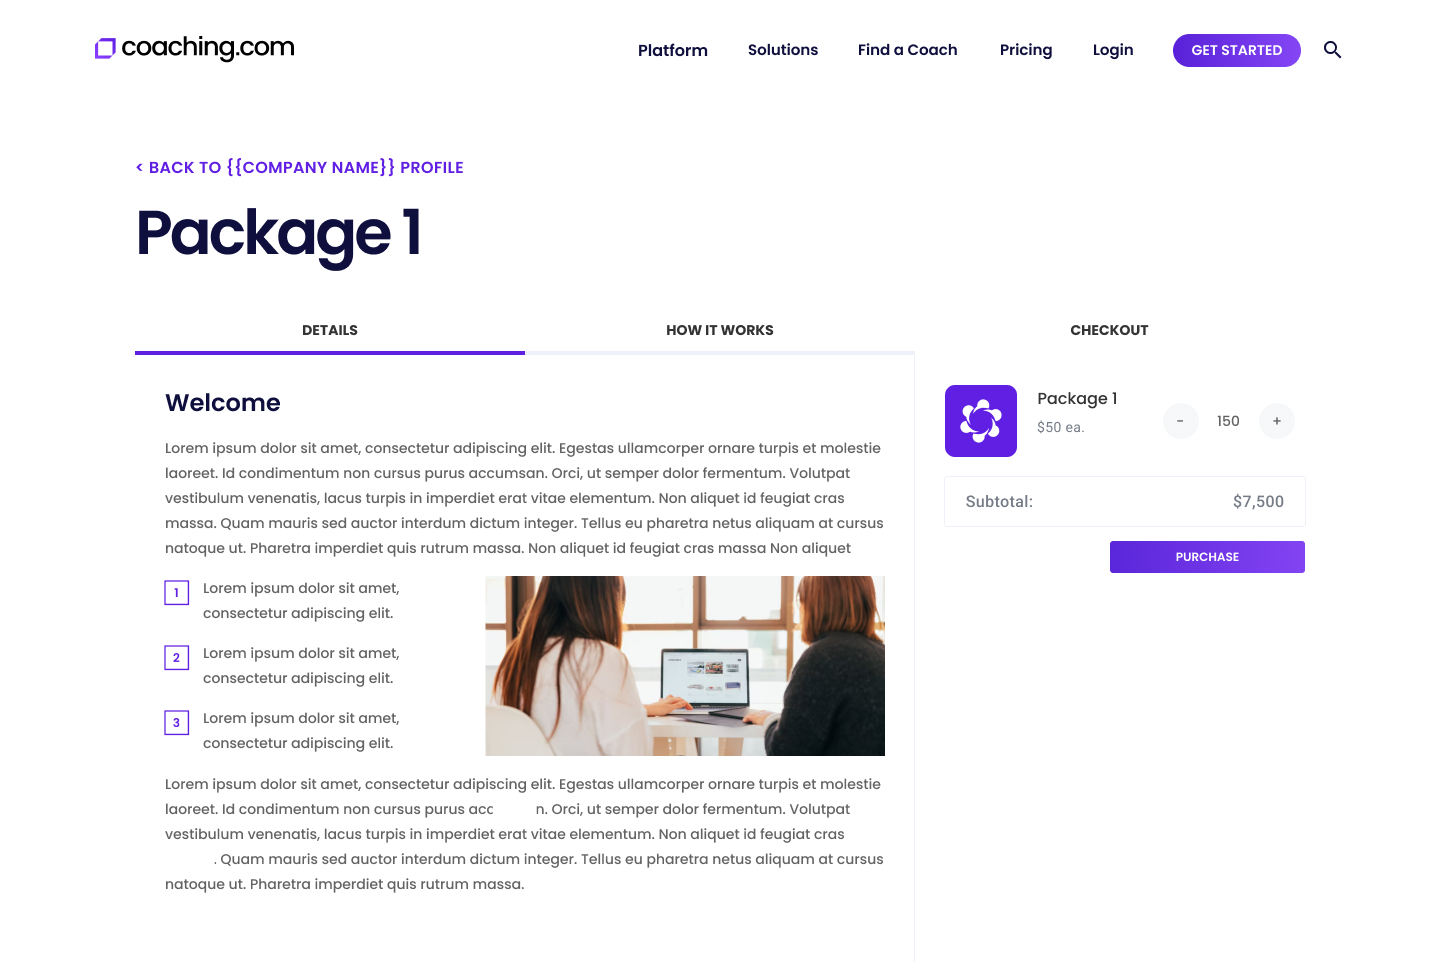 coaching.com
Platform Solutions Find a Coach Pricing Login GET STARTED
< BACK TO {{COMPANY NAME}} PROFILE
Package 1
DETAILS HOW IT WORKS CHECKOUT
Welcome
Lorem ipsum dolor sit amet, consectetur adipiscing elit. Egestas ullamcorper ornare turpis et molestie
laoreet. Id condimentum non cursus purus accumsan. Orci, ut semper dolor fermentum. Volutpat
vestibulum venenatis, lacus turpis in imperdiet erat vitae elementum. Non aliquet id feugiat cras
massa. Quam mauris sed auctor interdum dictum integer. Tellus eu pharetra netus aliquam at cursus
natoque ut. Pharetra imperdiet quis rutrum massa. Non aliquet id feugiat cras massa Non aliquet
1 Lorem ipsum dolor sit amet,
consectetur adipiscing elit.
2 Lorem ipsum dolor sit amet,
consectetur adipiscing elit.
3 Lorem ipsum dolor sit amet,
consectetur adipiscing elit.
Lorem ipsum dolor sit amet, consectetur adipiscing elit. Egestas ullamcorper ornare turpis et molestie
laoreet. Id condimentum non cursus purus acc n. Orci, ut semper dolor fermentum. Volutpat
vestibulum venenatis, lacus turpis in imperdiet erat vitae elementum. Non aliquet id feugiat cras
. Quam mauris sed auctor interdum dictum integer. Tellus eu pharetra netus aliquam at cursus
natoque ut. Pharetra imperdiet quis rutrum massa.
Package 1
$50 ea.
- 150 +
Subtotal: $7,500
PURCHASE